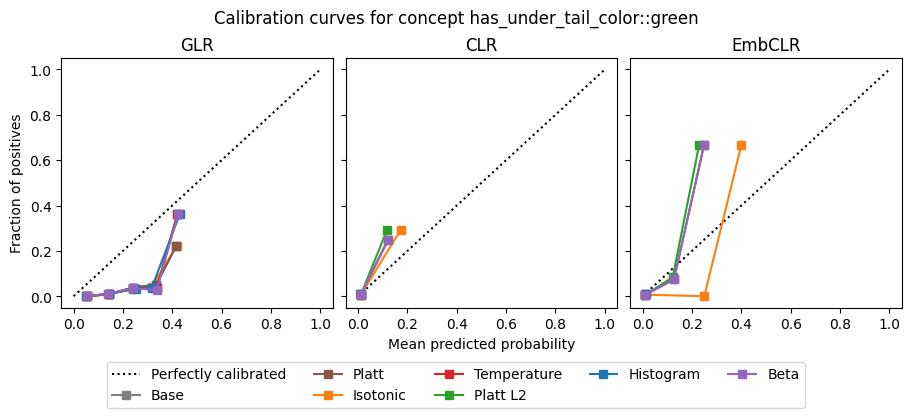 Calibration curves for concept has_under_tail_color::green
GLR CLR EmbCLR
Fraction of positives
1.0
0.8
0.6
0.4
0.2
0.0
0.0 0.2 0.4 0.6 0.8 1.0 0.0 0.2 0.4 0.6 0.8 1.0 0.0 0.2 0.4 0.6 0.8 1.0
Mean predicted probability
Perfectly calibrated Platt Temperature Histogram Beta
Base Isotonic Platt L2